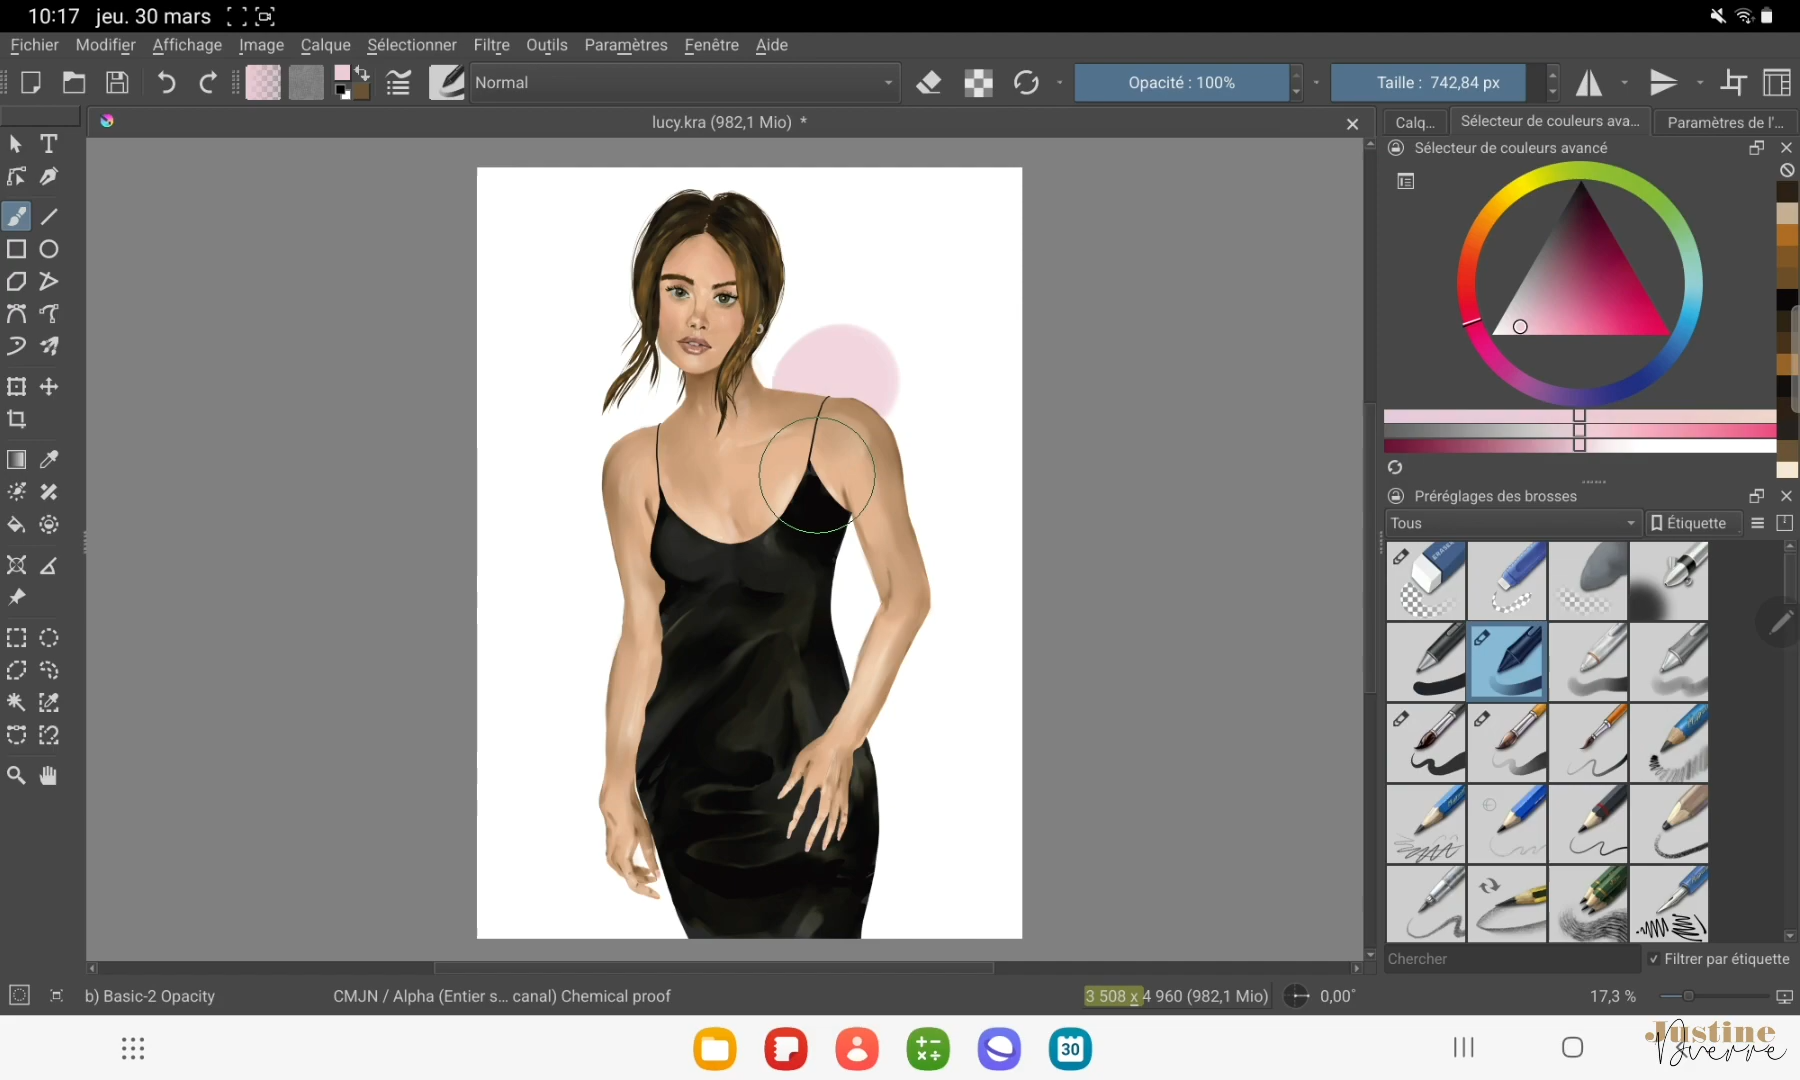 10:17 jeu. 30 mars
Fichier Modifier Affichage Image Calque Sélectionner Filtre Outils Paramètres Fenêtre Aide
Normal
Opacité : 100%
Taille : 742,84 px
lucy.kra (982,1 Mio) *
Calq...
Sélecteur de couleurs ava...
Paramètres de l'...
Sélecteur de couleurs avancé
Préréglages des brosses
Tous
Étiquette
ERASER
Chercher
Filtrer par étiquette
b) Basic-2 Opacity
CMJN / Alpha (Entier s... canal) Chemical proof
3 508 x 4 960 (982,1 Mio)
0,00°
17,3 %
30
Justine